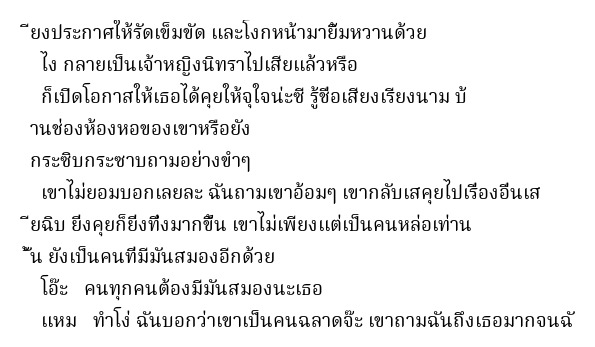 ียงประกาศให้รัดเข็มขัด และโงกหน้ามายิ้มหวานด้วย
ไง กลายเป็นเจ้าหญิงนิทราไปเสียแล้วหรือ
ก็เปิดโอกาสให้เธอได้คุยให้จุใจน่ะซี รู้ชื่อเสียงเรียงนาม บ้
านช่องห้องหอของเขาหรือยัง
กระซิบกระซาบถามอย่างขำๆ
เขาไม่ยอมบอกเลยละ ฉันถามเขาอ้อมๆ เขากลับเสคุยไปเรื่องอื่นเส
ียฉิบ ยิ่งคุยก็ยิ่งทึ่งมากขึ้น เขาไม่เพียงแต่เป็นคนหล่อเท่าน
ั้น ยังเป็นคนที่มีมันสมองอีกด้วย
โอ๊ะ คนทุกคนต้องมีมันสมองนะเธอ
แหม ทำโง่ ฉันบอกว่าเขาเป็นคนฉลาดจ๊ะ เขาถามฉันถึงเธอมากจนฉั